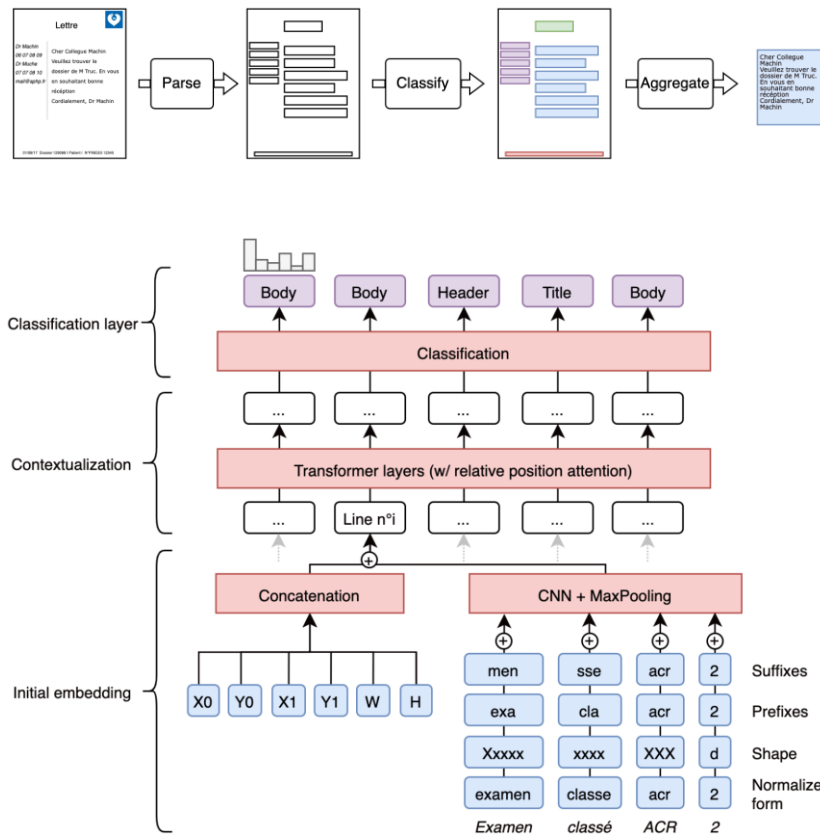 Lettre
Dr Machin
06 07 08 09
Dr Muche
07 07 08 10
mail@aphp.fr
Cher Collegue Machin
Veuillez trouver le
dossier de M Truc. En vous
en souhaitant bonne
récéption
Cordialement, Dr Machin
Parse
Classify
Aggregate
Cher Collegue
Machin
Veuillez trouver le
dossier de M Truc.
En vous en
souhaitant bonne
récéption
Cordialement, Dr
Machin
Classification layer
Body Body Header Title Body
Classification
... ... ... ... ...
Contextualization
Transformer layers (w/ relative position attention)
... Line n°i ... ... ...
Initial embedding
Concatenation CNN + MaxPooling
X0 Y0 X1 Y1 W H
men sse acr 2 Suffixes
exa cla acr 2 Prefixes
Xxxxx xxxx XXX d Shape
examen classe acr 2 Normalize
form
Examen classé ACR 2